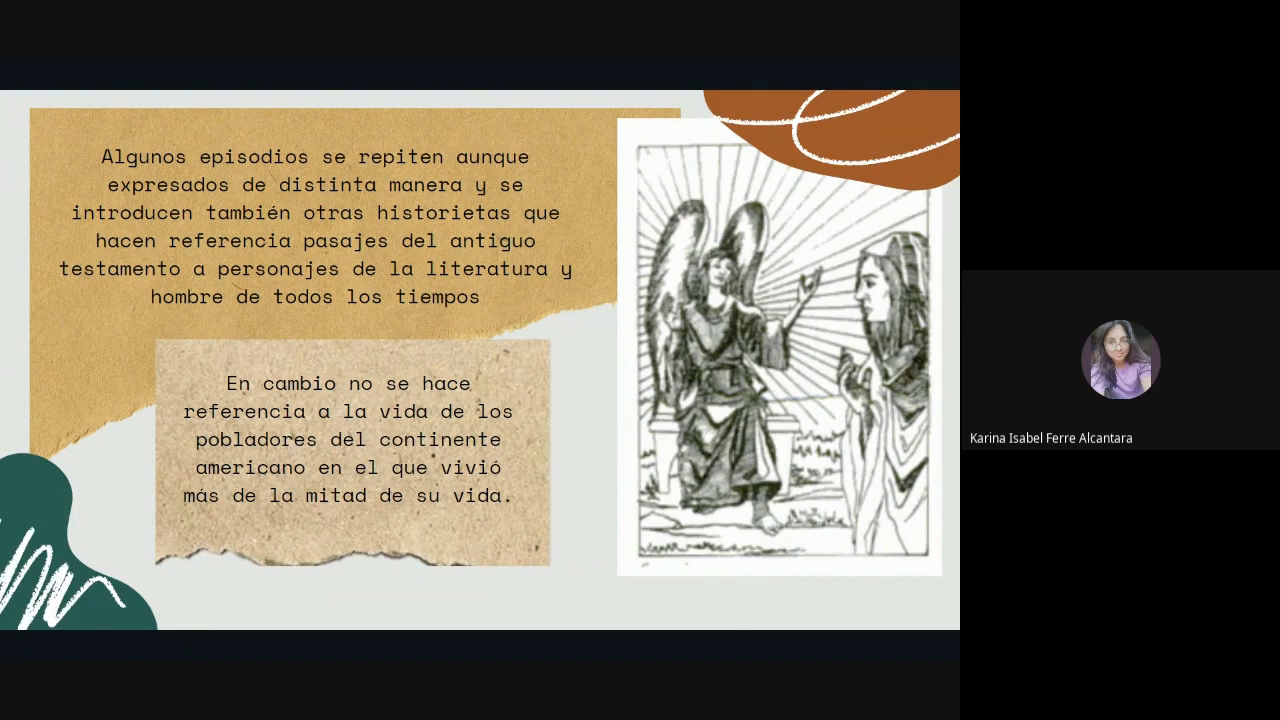 Algunos episodios se repiten aunque
expresados de distinta manera y se
introducen también otras historietas que
hacen referencia pasajes del antiguo
testamento a personajes de la literatura y
hombre de todos los tiempos
En cambio no se hace
referencia a la vida de los
pobladores del continente
americano en el que vivió
más de la mitad de su vida.
Karina Isabel Ferre Alcantara